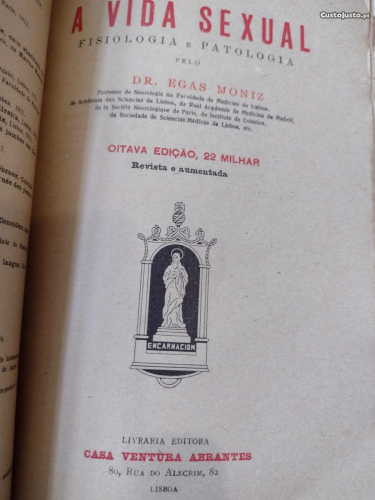 CustoJusto.pt
A VIDA SEXUAL
FISIOLOGIA E PATOLOGIA
PELO
DR. EGAS MONIZ
Professor de Neurologia na Faculdade de Medicina de Lisboa,
da Academia das Sciencias de Lisboa, da Real Academia de Medicina de Madrid,
de la Société Neurologique de Paris, do Instituto de Coimbra,
da Sociedade de Sciencias Médicas de Lisboa, etc.
OITAVA EDIÇÃO, 22 MILHAR
Revista e aumentada
ENCARNACION
LIVRARIA EDITORA
CASA VENTURA ABRANTES
80, RUA DO ALECRIM, 82
LISBOA